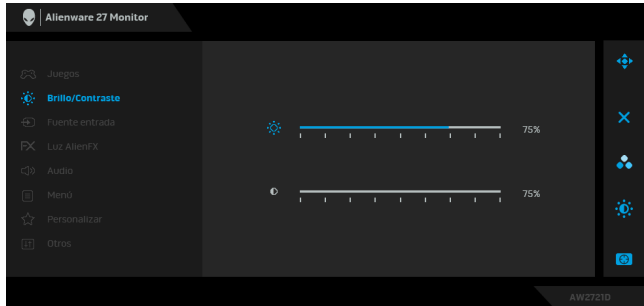 Alienware 27 Monitor
Juegos
Brillo/Contraste
Fuente entrada
Luz AlienFX
Audio
Menú
Personalizar
Otros
75%
75%
AW2721D